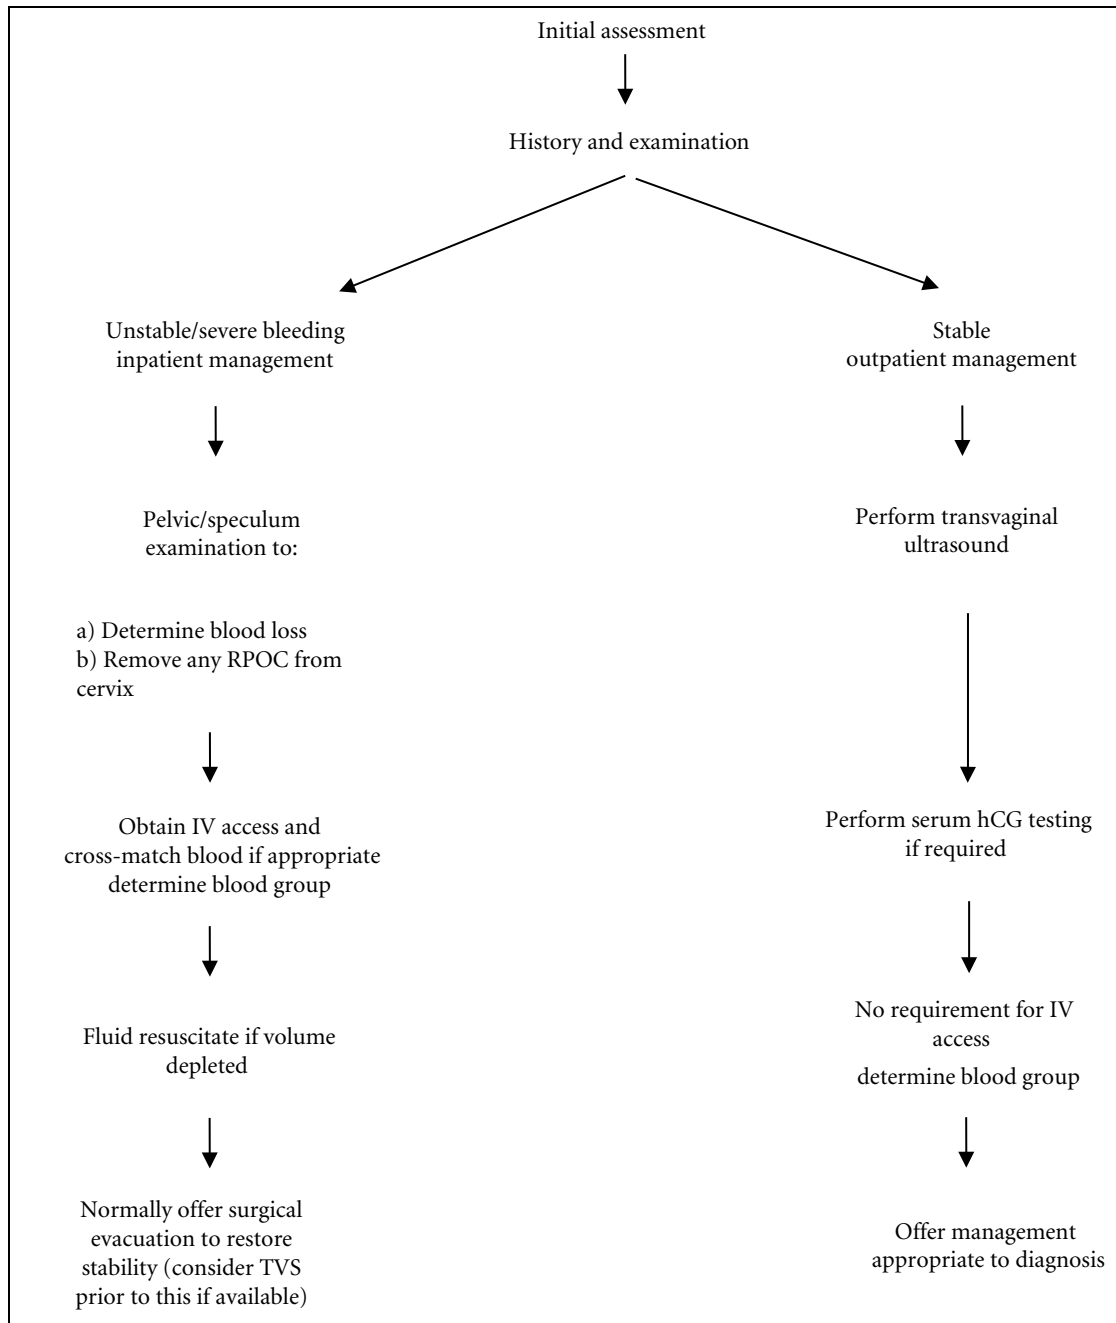 Initial assessment
History and examination
Unstable/severe bleeding
inpatient management
Pelvic/speculum
examination to:
a) Determine blood loss
b) Remove any RPOC from
cervix
Obtain IV access and
cross-match blood if appropriate
determine blood group
Fluid resuscitate if volume
depleted
Normally offer surgical
evacuation to restore
stability (consider TVS
prior to this if available)
Stable
outpatient management
Perform transvaginal
ultrasound
Perform serum hCG testing
if required
No requirement for IV
access
determine blood group
Offer management
appropriate to diagnosis